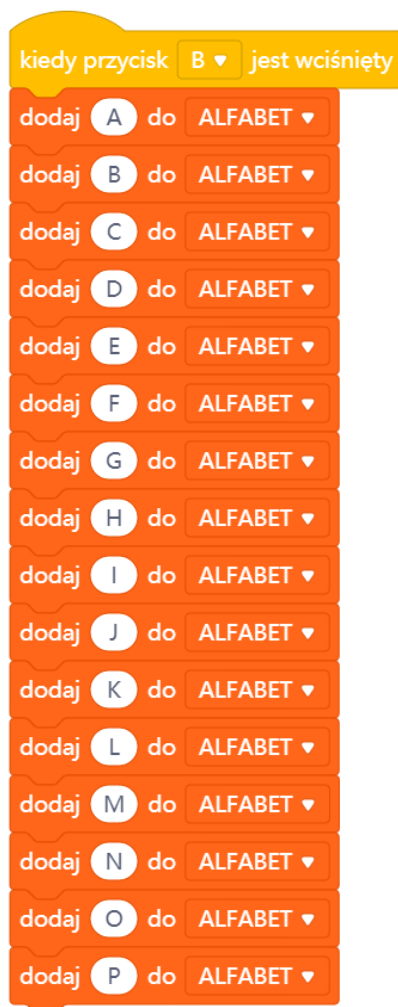 kiedy przycisk B jest wciśnięty
dodaj A do ALFABET
dodaj B do ALFABET
dodaj C do ALFABET
dodaj D do ALFABET
dodaj E do ALFABET
dodaj F do ALFABET
dodaj G do ALFABET
dodaj H do ALFABET
dodaj I do ALFABET
dodaj J do ALFABET
dodaj K do ALFABET
dodaj L do ALFABET
dodaj M do ALFABET
dodaj N do ALFABET
dodaj O do ALFABET
dodaj P do ALFABET